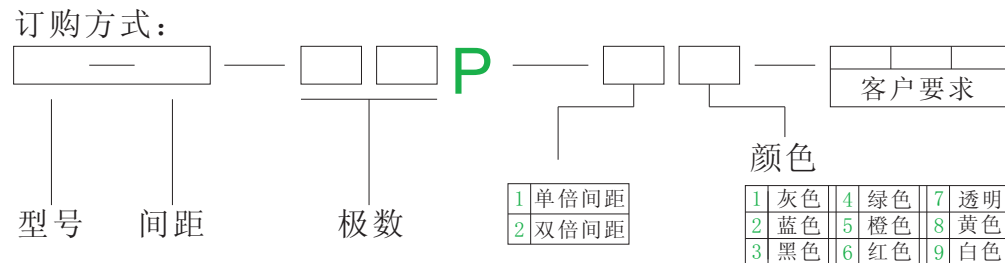 订购方式：
P
客户要求
颜色
型号 间距 极数
1 单倍间距
2 双倍间距
1 灰色 4 绿色 7 透明
2 蓝色 5 橙色 8 黄色
3 黑色 6 红色 9 白色